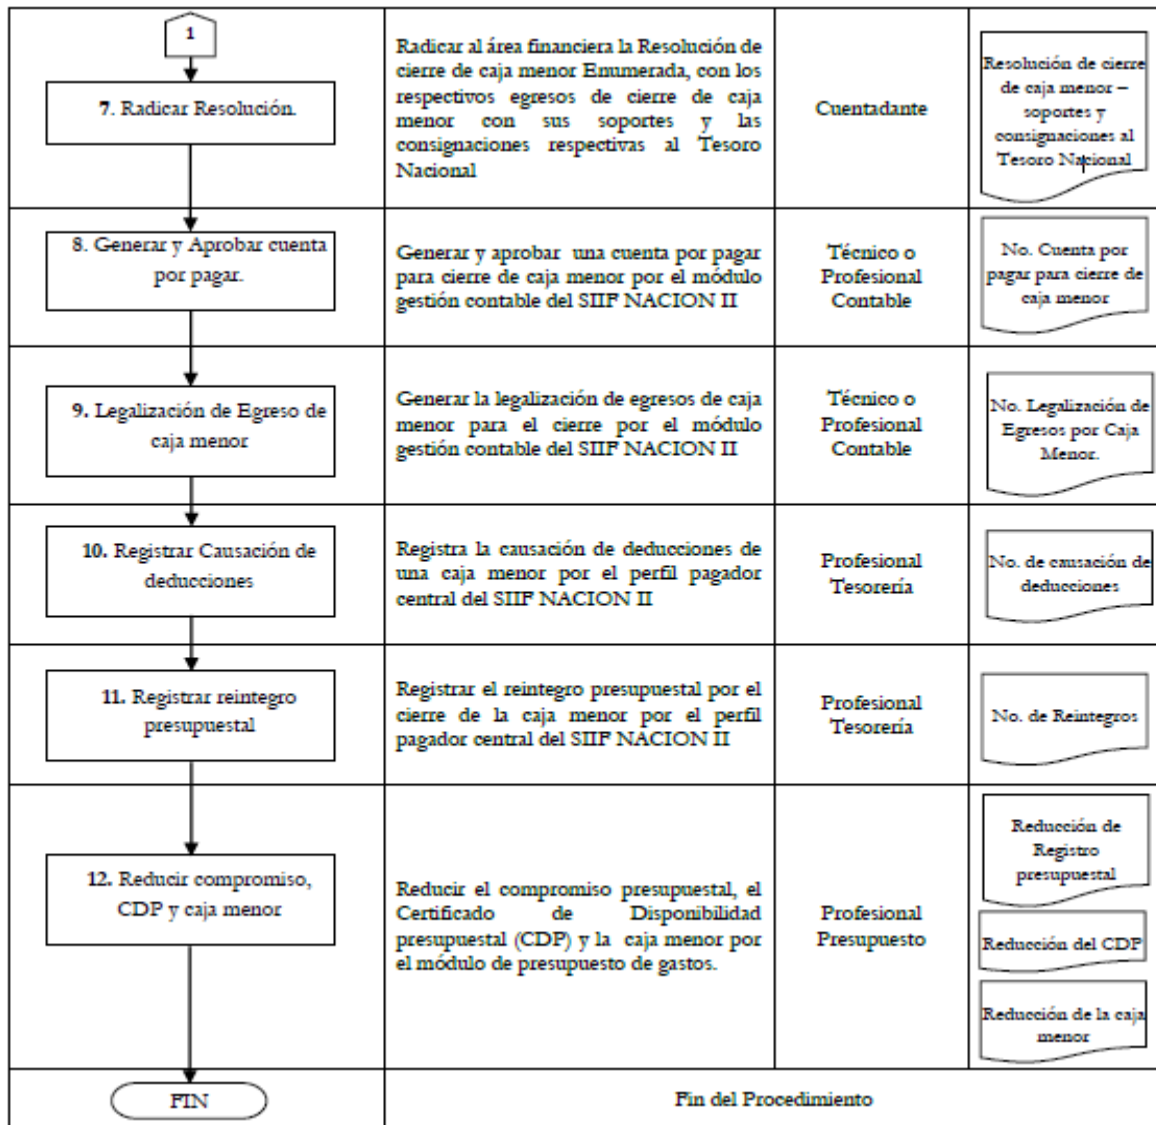 1
7. Radicar Resolución.
Radicar al área financiera la Resolución de
cierre de caja menor Enumerada, con los
respectivos egresos de cierre de caja
menor con sus soportes y las
consignaciones respectivas al Tesoro
Nacional
Cuentadante
Resolución de cierre
de caja menor –
soportes y
consignaciones al
Tesoro Nacional
8. Generar y Aprobar cuenta
por pagar.
Generar y aprobar una cuenta por pagar
para cierre de caja menor por el módulo
gestión contable del SIIF NACION II
Técnico o
Profesional
Contable
No. Cuenta por
pagar para cierre de
caja menor
9. Legalización de Egreso de
caja menor
Generar la legalización de egresos de caja
menor para el cierre por el módulo
gestión contable del SIIF NACION II
Técnico o
Profesional
Contable
No. Legalización de
Egresos por Caja
Menor.
10. Registrar Causación de
deducciones
Registra la causación de deducciones de
una caja menor por el perfil pagador
central del SIIF NACION II
Profesional
Tesorería
No. de causación de
deducciones
11. Registrar reintegro
presupuestal
Registrar el reintegro presupuestal por el
cierre de la caja menor por el perfil
pagador central del SIIF NACION II
Profesional
Tesorería
No. de Reintegros
12. Reducir compromiso,
CDP y caja menor
Reducir el compromiso presupuestal, el
Certificado de Disponibilidad
presupuestal (CDP) y la caja menor por
el módulo de presupuesto de gastos.
Profesional
Presupuesto
Reducción de
Registro
presupuestal
Reducción del CDP
Reducción de la caja
menor
FIN
Fin del Procedimiento